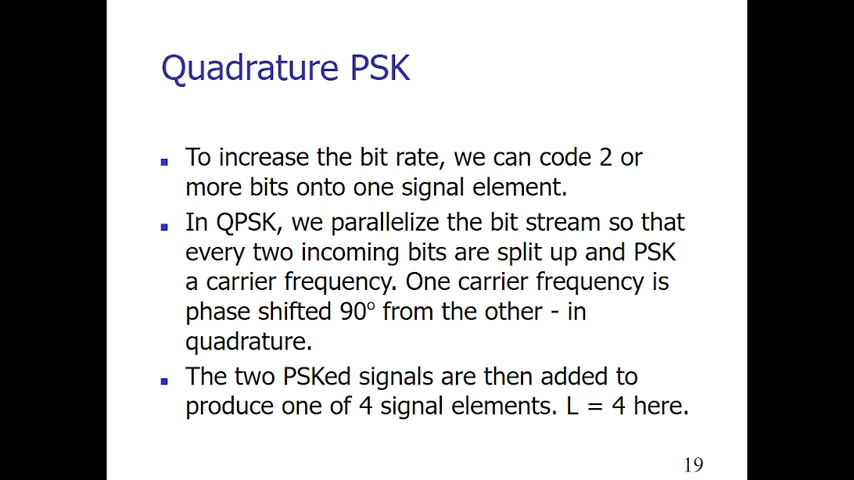 Quadrature PSK
To increase the bit rate, we can code 2 or
more bits onto one signal element.
In QPSK, we parallelize the bit stream so that
every two incoming bits are split up and PSK
a carrier frequency. One carrier frequency is
phase shifted 90° from the other - in
quadrature.
The two PSKed signals are then added to
produce one of 4 signal elements. L = 4 here.
19